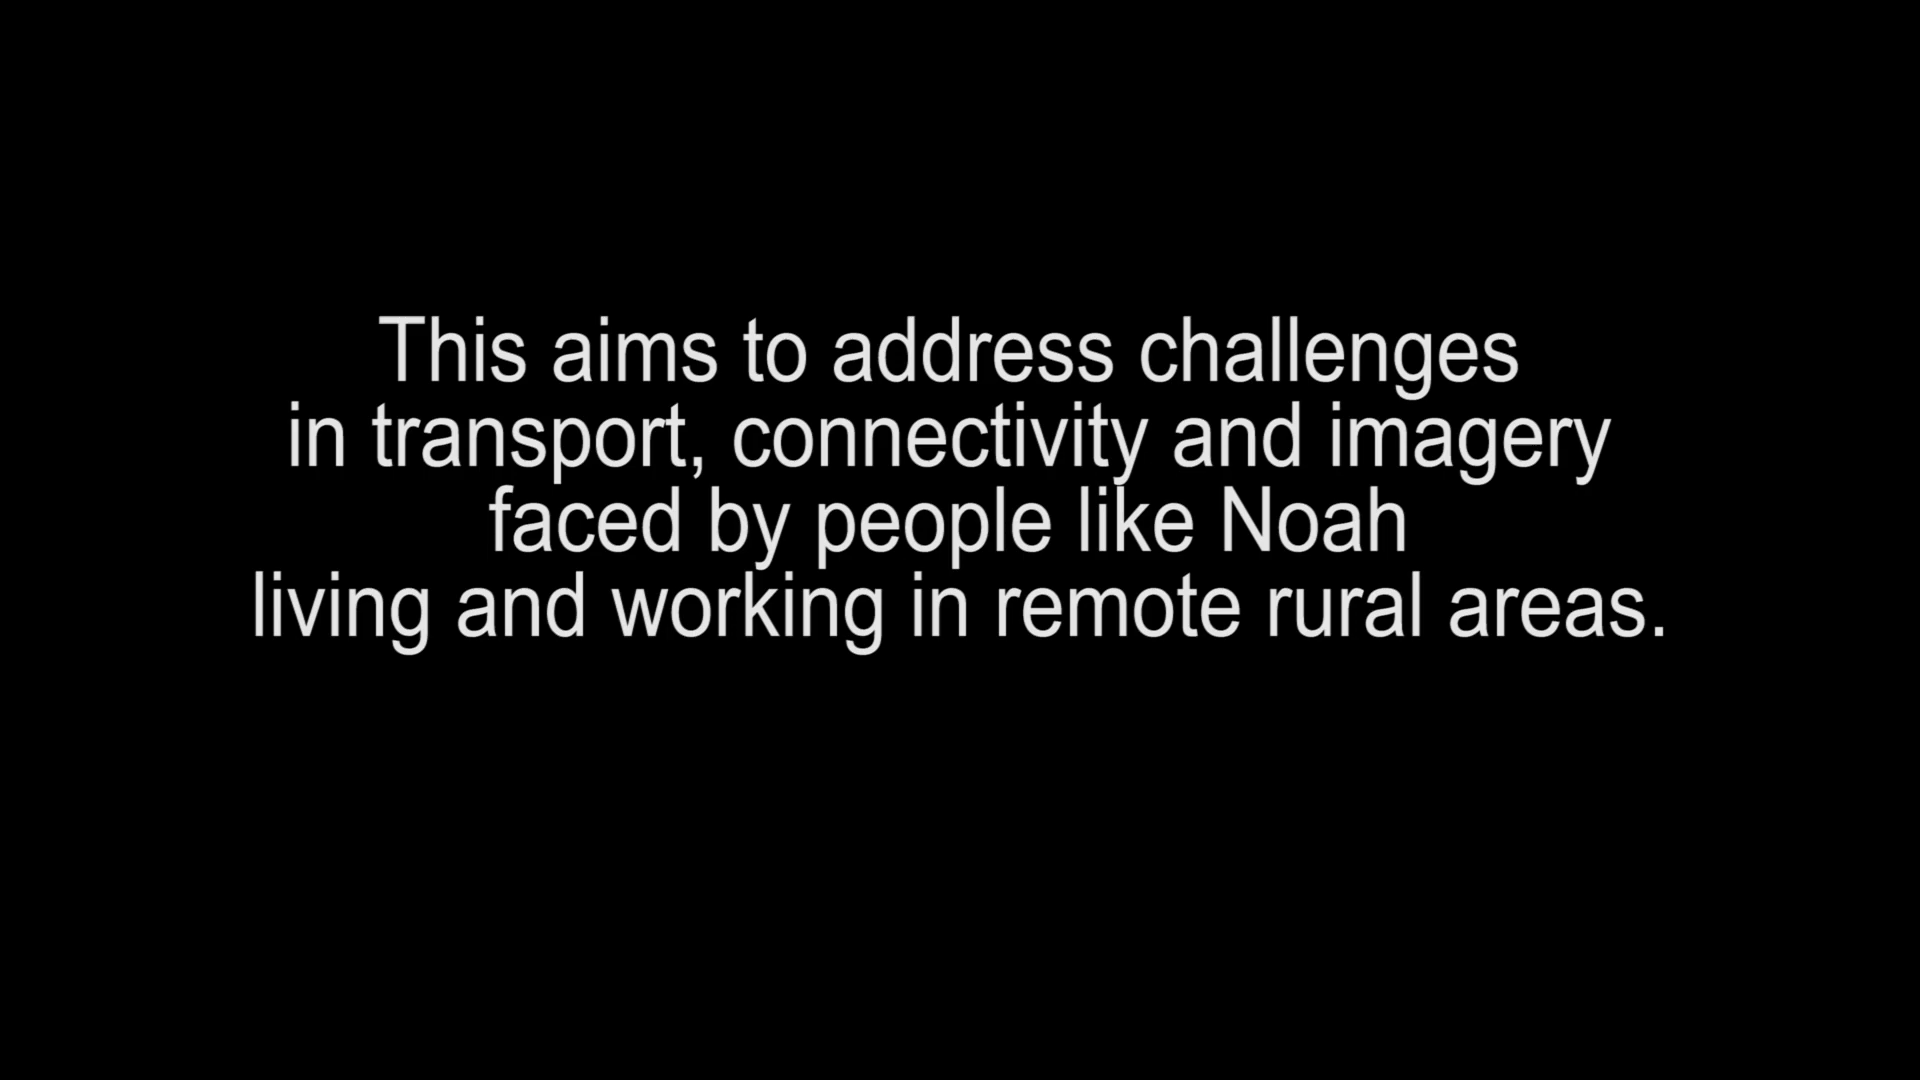 This aims to address challenges
in transport, connectivity and imagery
faced by people like Noah
living and working in remote rural areas.